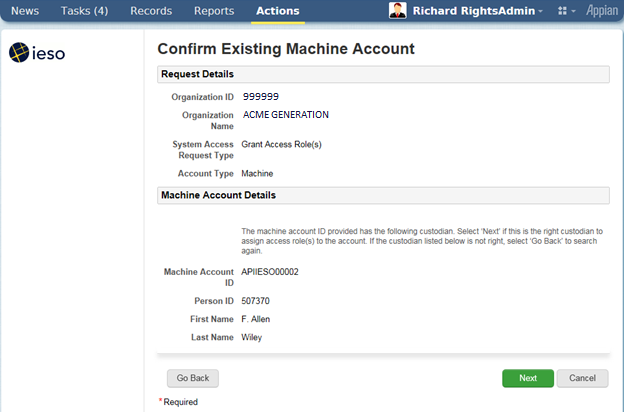 News Tasks (4) Records Reports Actions Richard RightsAdmin Appian
ieso
Confirm Existing Machine Account
Request Details
Organization ID 999999
Organization Name ACME GENERATION
System Access Request Type Grant Access Role(s)
Account Type Machine
Machine Account Details
The machine account ID provided has the following custodian. Select 'Next' if this is the right custodian to
assign access role(s) to the account. If the custodian listed below is not right, select 'Go Back' to search
again.
Machine Account ID APIIESO00002
Person ID 507370
First Name F. Allen
Last Name Wiley
Go Back Next Cancel
*Required